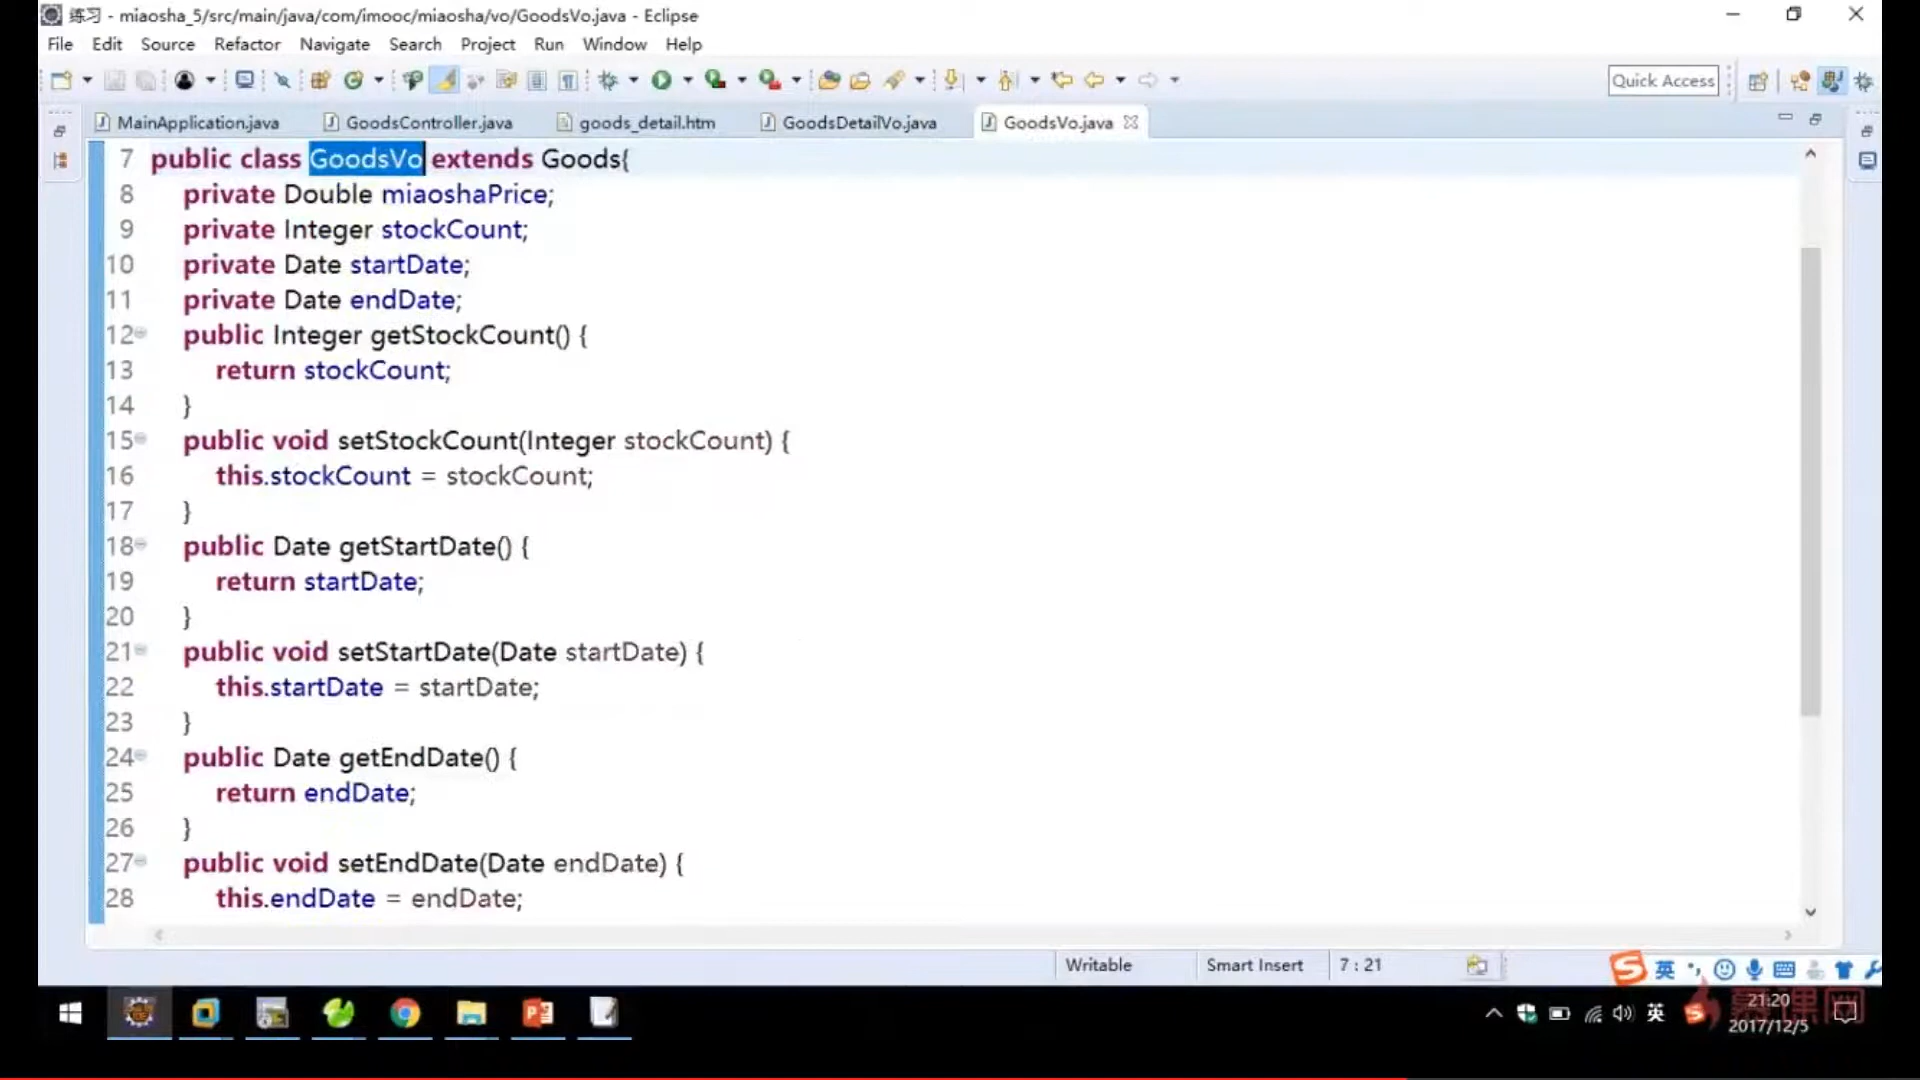 练习 - miaosha_5/src/main/java/com/imooc/miaosha/vo/GoodsVo.java - Eclipse
File Edit Source Refactor Navigate Search Project Run Window Help
Quick Access
MainApplication.java GoodsController.java goods_detail.htm GoodsDetailVo.java GoodsVo.java
7 public class GoodsVo extends Goods{
8 private Double miaoshaPrice;
9 private Integer stockCount;
10 private Date startDate;
11 private Date endDate;
12 public Integer getStockCount() {
13 return stockCount;
14 }
15 public void setStockCount(Integer stockCount) {
16 this.stockCount = stockCount;
17 }
18 public Date getStartDate() {
19 return startDate;
20 }
21 public void setStartDate(Date startDate) {
22 this.startDate = startDate;
23 }
24 public Date getEndDate() {
25 return endDate;
26 }
27 public void setEndDate(Date endDate) {
28 this.endDate = endDate;
Writable Smart Insert 7 : 21
英
英 21:20
2017/12/5
慕课网